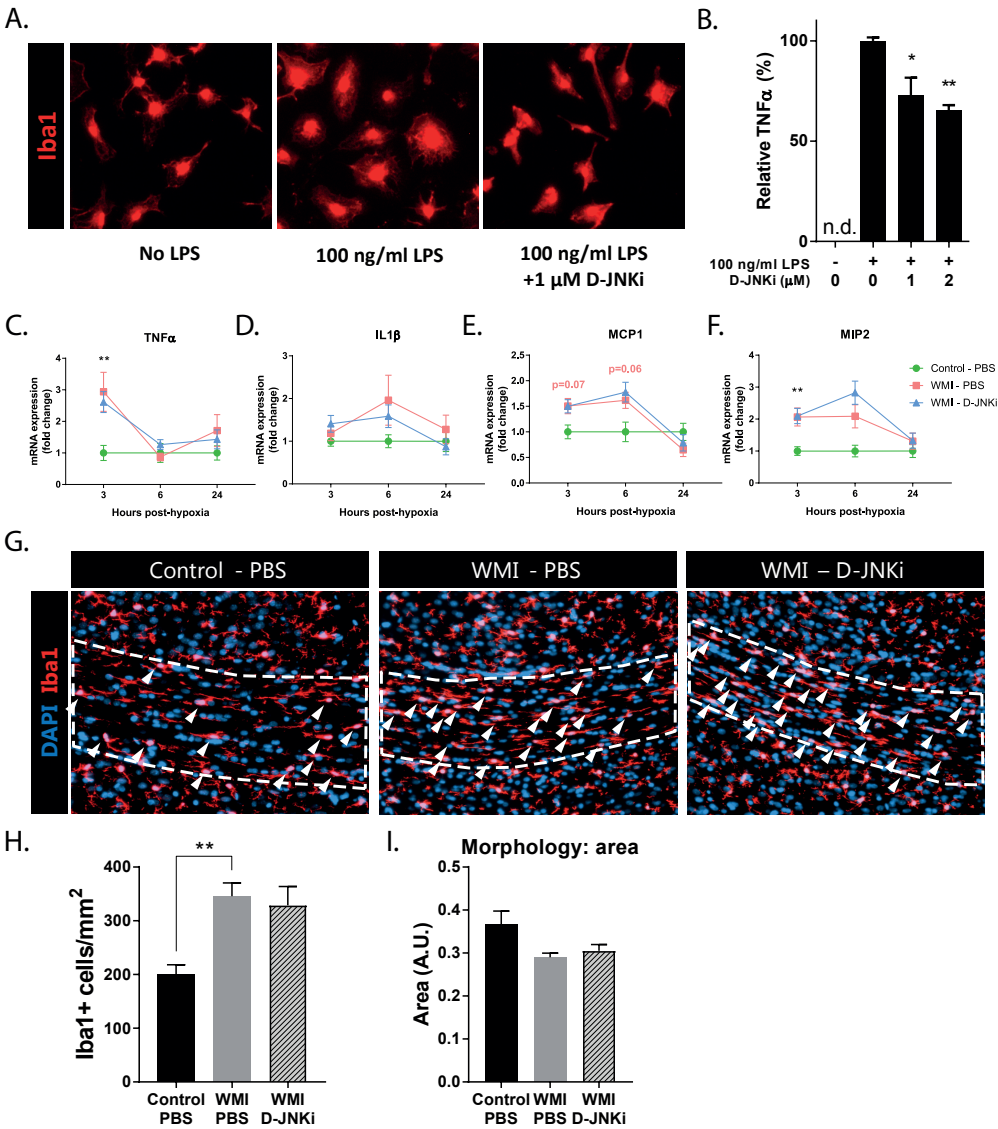 A.
Iba1
No LPS
100 ng/ml LPS
100 ng/ml LPS
+1 µM D-JNKi
B.
Relative TNFα (%)
100
50
0
n.d.
*
**
100 ng/ml LPS - + + +
D-JNKi (µM) 0 0 1 2
C.
TNFα
mRNA expression
(fold change)
4
3
2
1
0
**
3 6 24
Hours post-hypoxia
D.
IL1β
mRNA expression
(fold change)
3
2
1
0
3 6 24
Hours post-hypoxia
E.
MCP1
mRNA expression
(fold change)
2.0
1.5
1.0
0.5
0.0
p=0.07
p=0.06
3 6 24
Hours post-hypoxia
F.
MIP2
mRNA expression
(fold change)
4
3
2
1
0
**
3 6 24
Hours post-hypoxia
Control - PBS
WMI - PBS
WMI - D-JNKi
G.
DAPI Iba1
Control - PBS
WMI - PBS
WMI – D-JNKi
H.
Iba1+ cells/mm2
400
300
200
100
0
**
Control
PBS
WMI
PBS
WMI
D-JNKi
I.
Morphology: area
Area (A.U.)
0.5
0.4
0.3
0.2
0.1
0.0
Control
PBS
WMI
PBS
WMI
D-JNKi